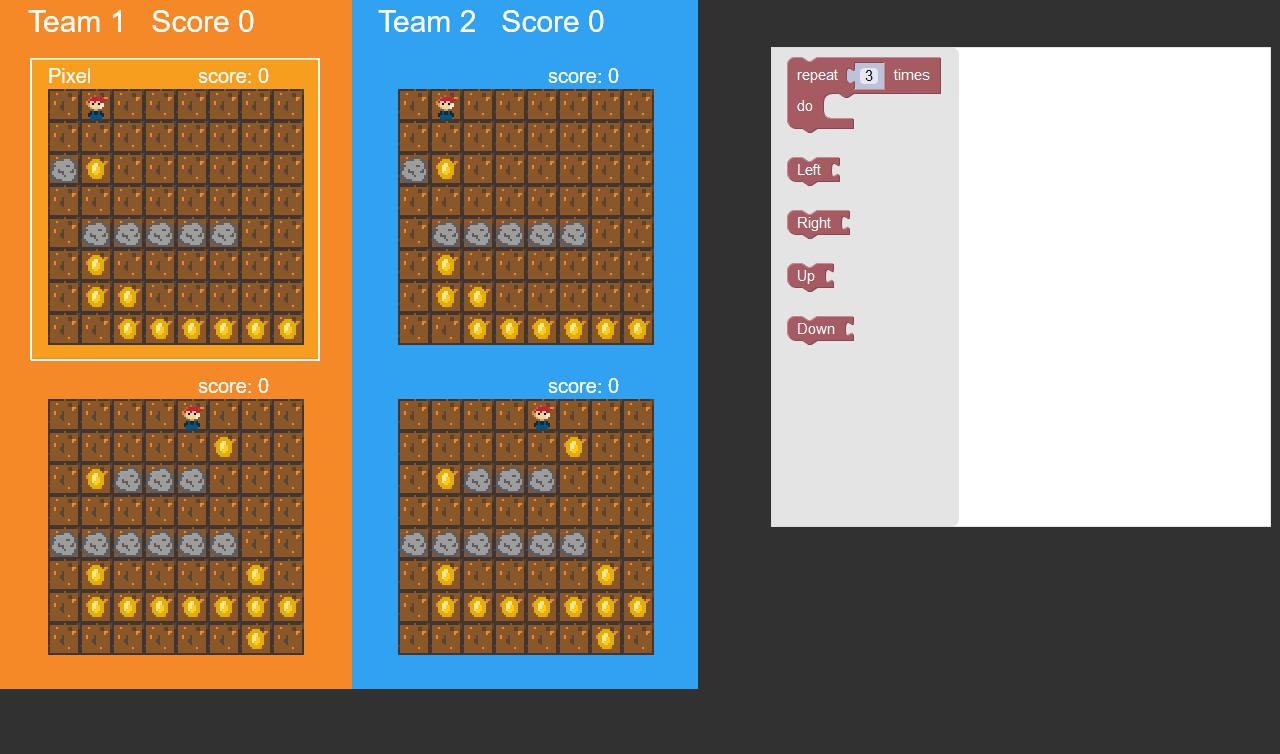 Team 1 Score 0
Team 2 Score 0
Pixel score: 0
score: 0
score: 0
score: 0
repeat 3 times
do
Left
Right
Up
Down